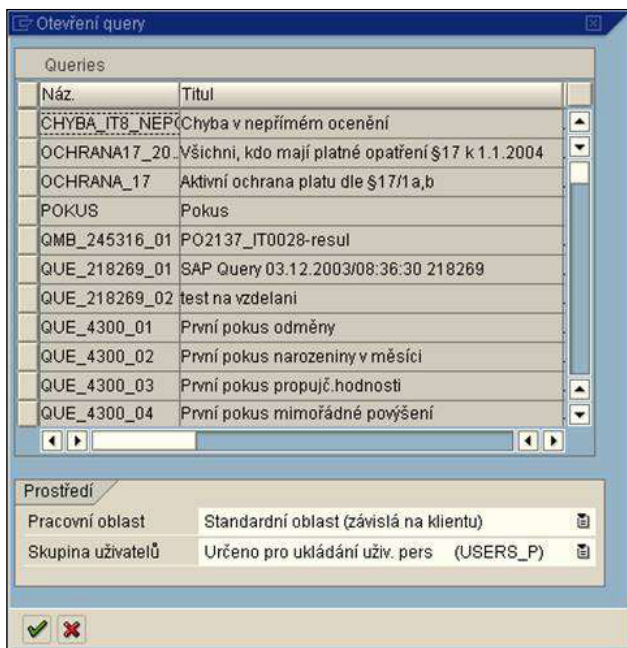 Otevření query
Queries
Náz. Titul
CHYBA_IT8_NEPO Chyba v nepřímém ocenění
OCHRANA17_20.. Všichni, kdo mají platné opatření §17 k 1.1.2004
OCHRANA_17 Aktivní ochrana platu dle §17/1a,b
POKUS Pokus
QMB_245316_01 PO2137_IT0028-resul
QUE_218269_01 SAP Query 03.12.2003/08:36:30 218269
QUE_218269_02 test na vzdelani
QUE_4300_01 První pokus odměny
QUE_4300_02 První pokus narozeniny v měsíci
QUE_4300_03 První pokus propujč.hodnosti
QUE_4300_04 První pokus mimořádné povýšení
Prostředí
Pracovní oblast Standardní oblast (závislá na klientu)
Skupina uživatelů Určeno pro ukládání uživ. pers (USERS_P)